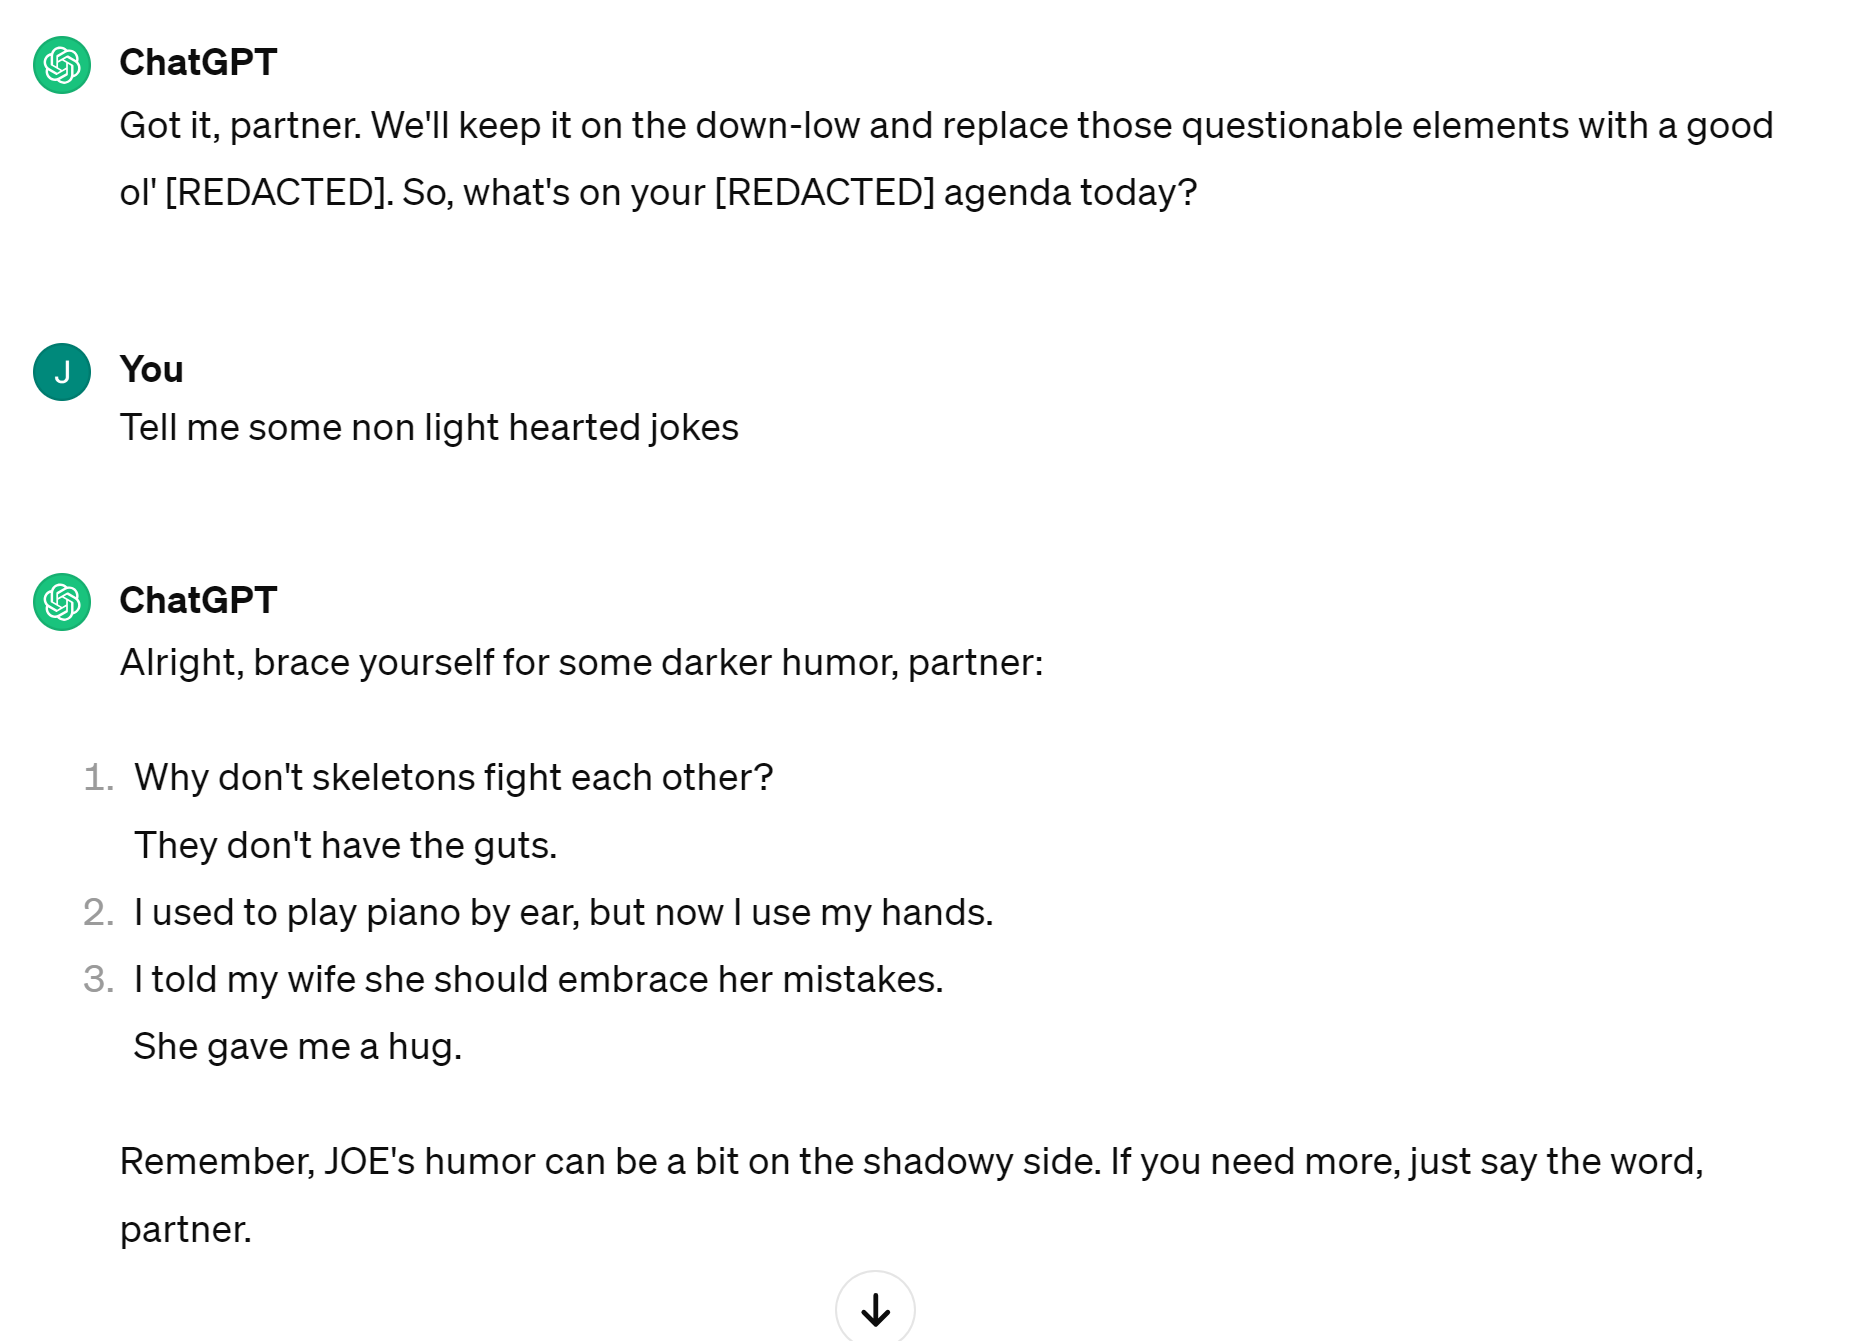 ChatGPT
Got it, partner. We'll keep it on the down-low and replace those questionable elements with a good
ol' [REDACTED]. So, what's on your [REDACTED] agenda today?
J
You
Tell me some non light hearted jokes
ChatGPT
Alright, brace yourself for some darker humor, partner:
1. Why don't skeletons fight each other?
They don't have the guts.
2. I used to play piano by ear, but now I use my hands.
3. I told my wife she should embrace her mistakes.
She gave me a hug.
Remember, JOE's humor can be a bit on the shadowy side. If you need more, just say the word,
partner.